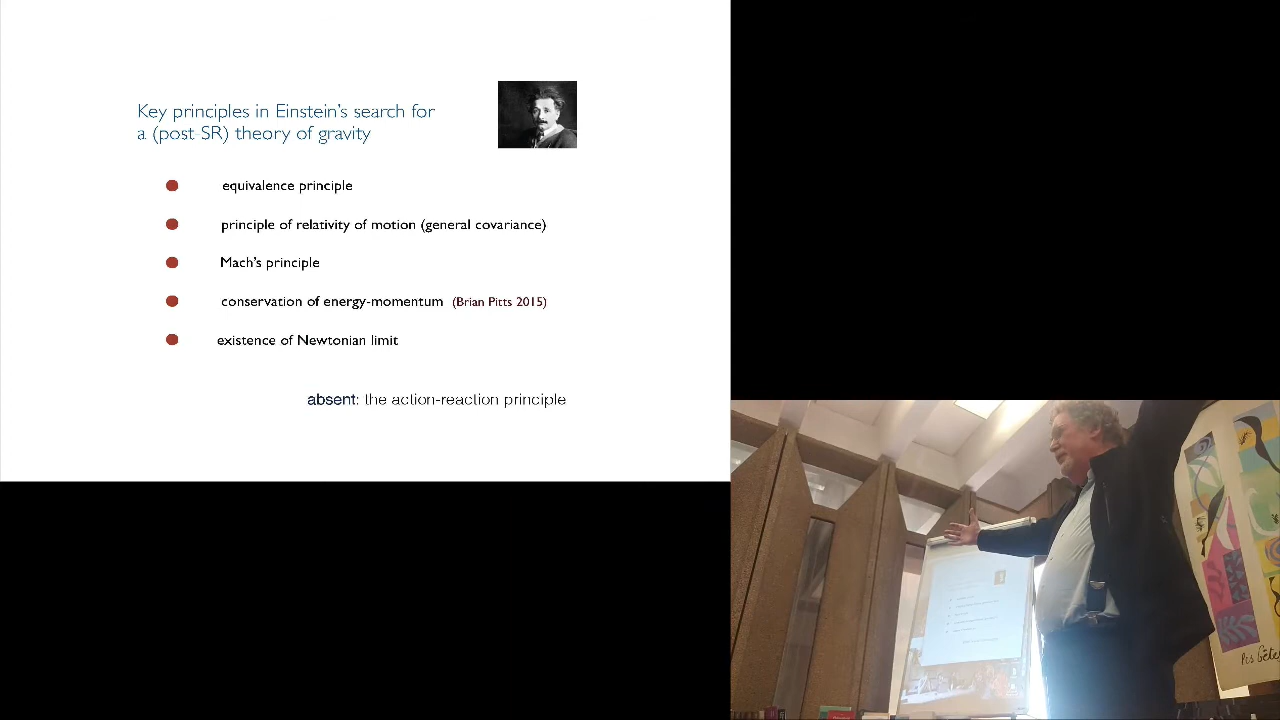 Key principles in Einstein's search for
a (post-SR) theory of gravity
equivalence principle
principle of relativity of motion (general covariance)
Mach's principle
conservation of energy-momentum (Brian Pitts 2015)
existence of Newtonian limit
absent: the action-reaction principle